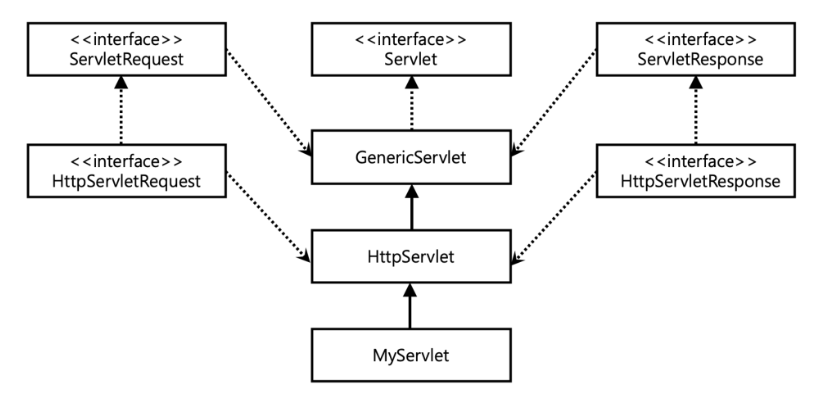 <<interface>>
ServletRequest
<<interface>>
Servlet
<<interface>>
ServletResponse
GenericServlet
<<interface>>
HttpServletRequest
<<interface>>
HttpServletResponse
HttpServlet
MyServlet